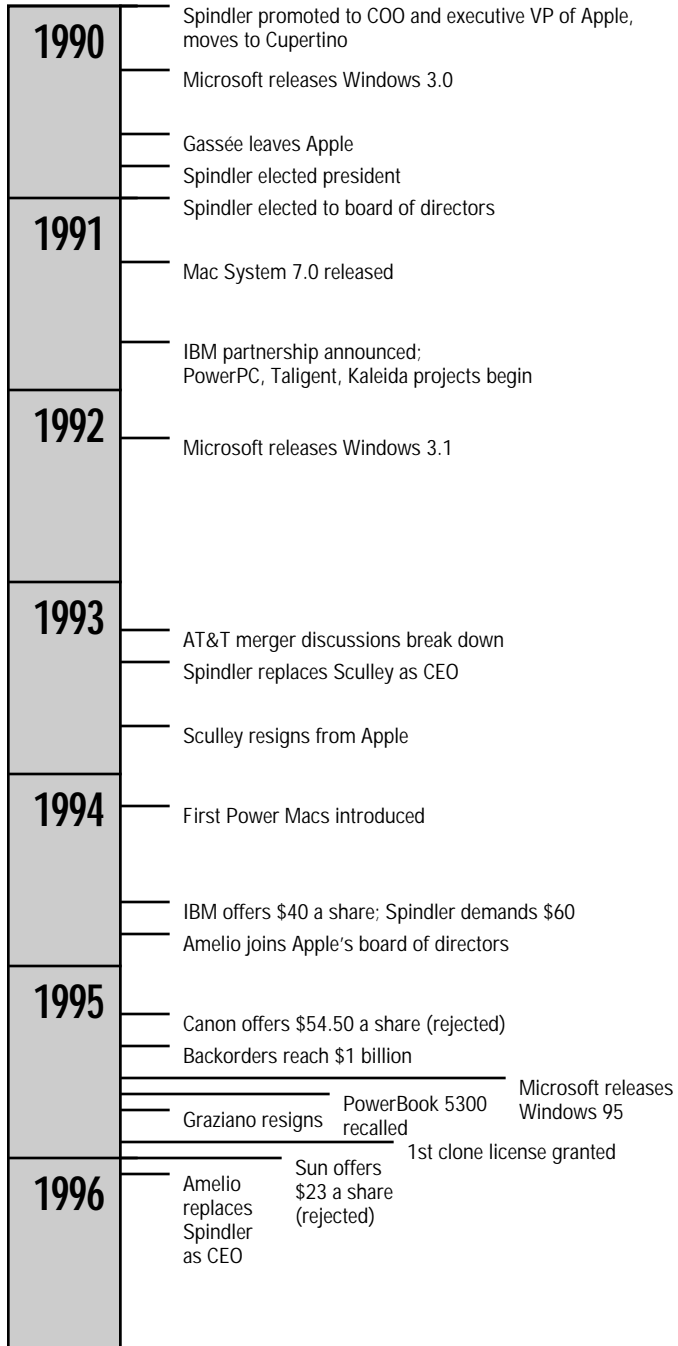 1990
Spindler promoted to COO and executive VP of Apple,
moves to Cupertino
Microsoft releases Windows 3.0
Gassée leaves Apple
Spindler elected president
Spindler elected to board of directors
1991
Mac System 7.0 released
IBM partnership announced;
PowerPC, Taligent, Kaleida projects begin
1992
Microsoft releases Windows 3.1
1993
AT&T merger discussions break down
Spindler replaces Sculley as CEO
Sculley resigns from Apple
1994
First Power Macs introduced
IBM offers $40 a share; Spindler demands $60
Amelio joins Apple’s board of directors
1995
Canon offers $54.50 a share (rejected)
Backorders reach $1 billion
Microsoft releases
Windows 95
PowerBook 5300
recalled
Graziano resigns
1st clone license granted
1996
Sun offers
$23 a share
(rejected)
Amelio
replaces
Spindler
as CEO